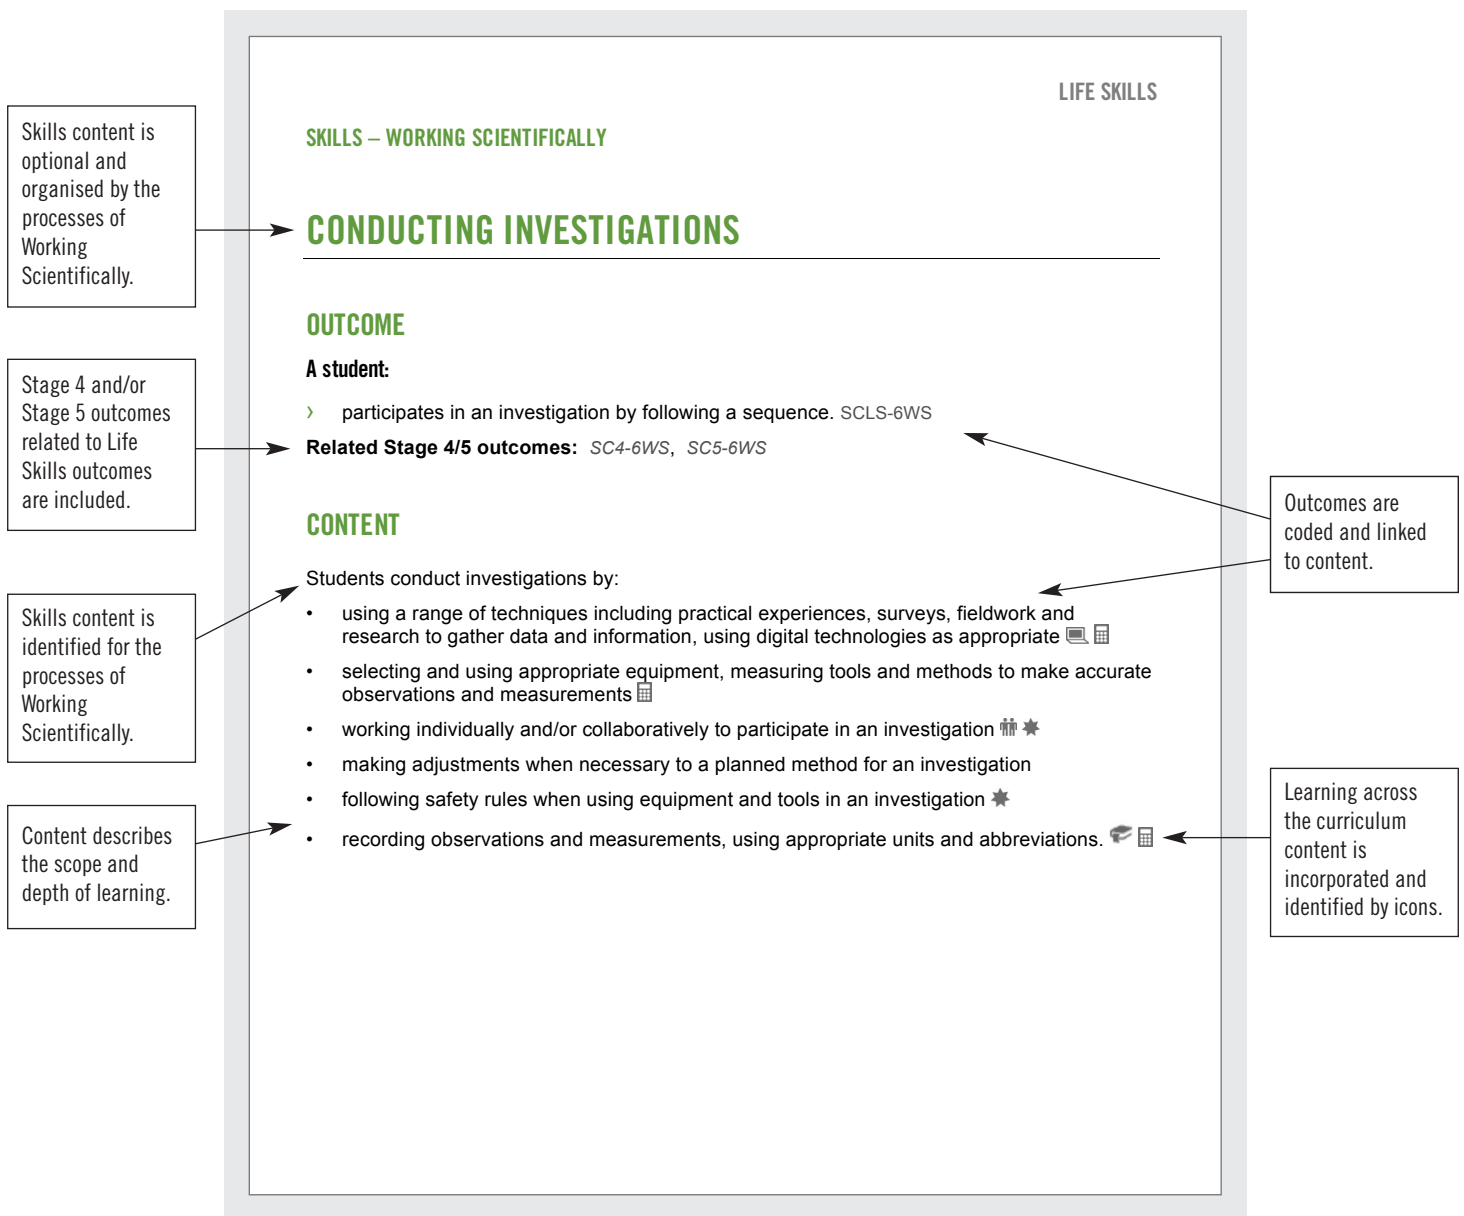 LIFE SKILLS
SKILLS – WORKING SCIENTIFICALLY
Skills content is
optional and
organised by the
processes of
Working
Scientifically.
CONDUCTING INVESTIGATIONS
OUTCOME
A student:
› participates in an investigation by following a sequence. SCLS-6WS
Related Stage 4/5 outcomes: SC4-6WS, SC5-6WS
Stage 4 and/or
Stage 5 outcomes
related to Life
Skills outcomes
are included.
Outcomes are
coded and linked
to content.
CONTENT
Students conduct investigations by:
• using a range of techniques including practical experiences, surveys, fieldwork and
research to gather data and information, using digital technologies as appropriate
• selecting and using appropriate equipment, measuring tools and methods to make accurate
observations and measurements
• working individually and/or collaboratively to participate in an investigation
• making adjustments when necessary to a planned method for an investigation
• following safety rules when using equipment and tools in an investigation
• recording observations and measurements, using appropriate units and abbreviations.
Skills content is
identified for the
processes of
Working
Scientifically.
Content describes
the scope and
depth of learning.
Learning across
the curriculum
content is
incorporated and
identified by icons.